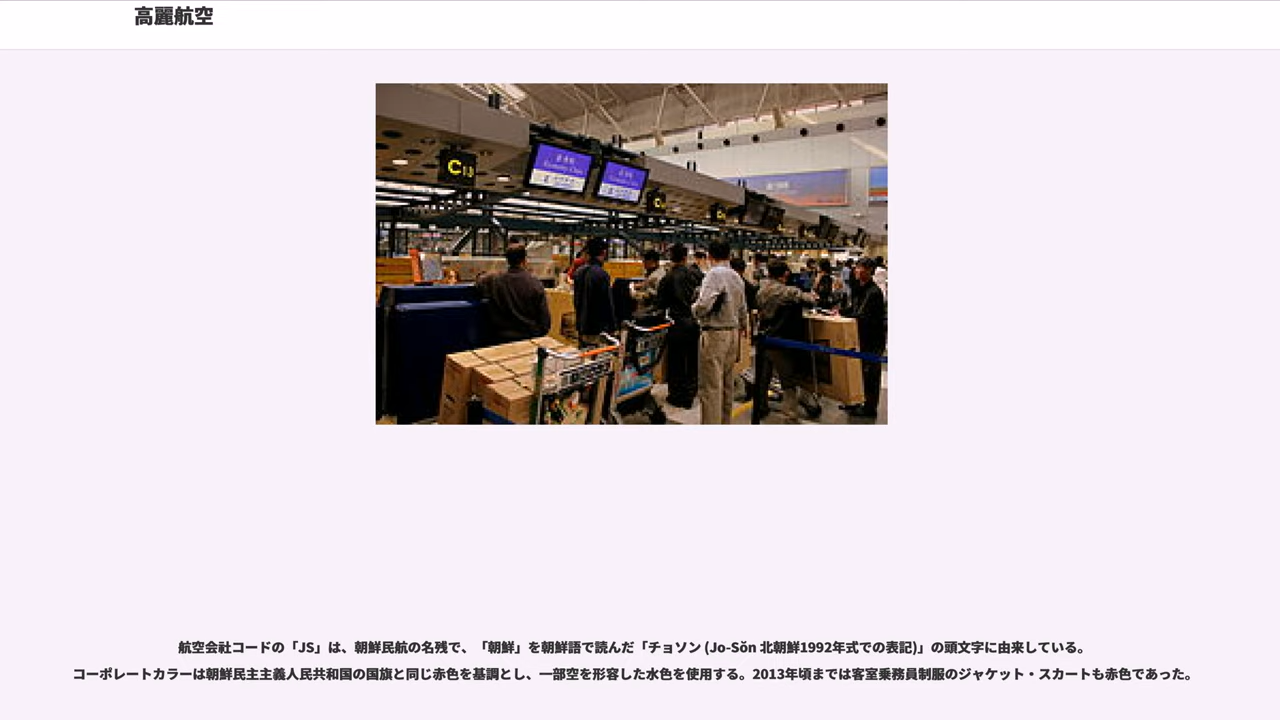 高麗航空
C13
Economy Class
航空会社コードの「JS」は、朝鮮民航の名残で、「朝鮮」を朝鮮語で読んだ「チョソン (Jo-Sŏn 北朝鮮1992年式での表記)」の頭文字に由来している。
コーポレートカラーは朝鮮民主主義人民共和国の国旗と同じ赤色を基調とし、一部空を形容した水色を使用する。2013年頃までは客室乗務員制服のジャケット・スカートも赤色であった。